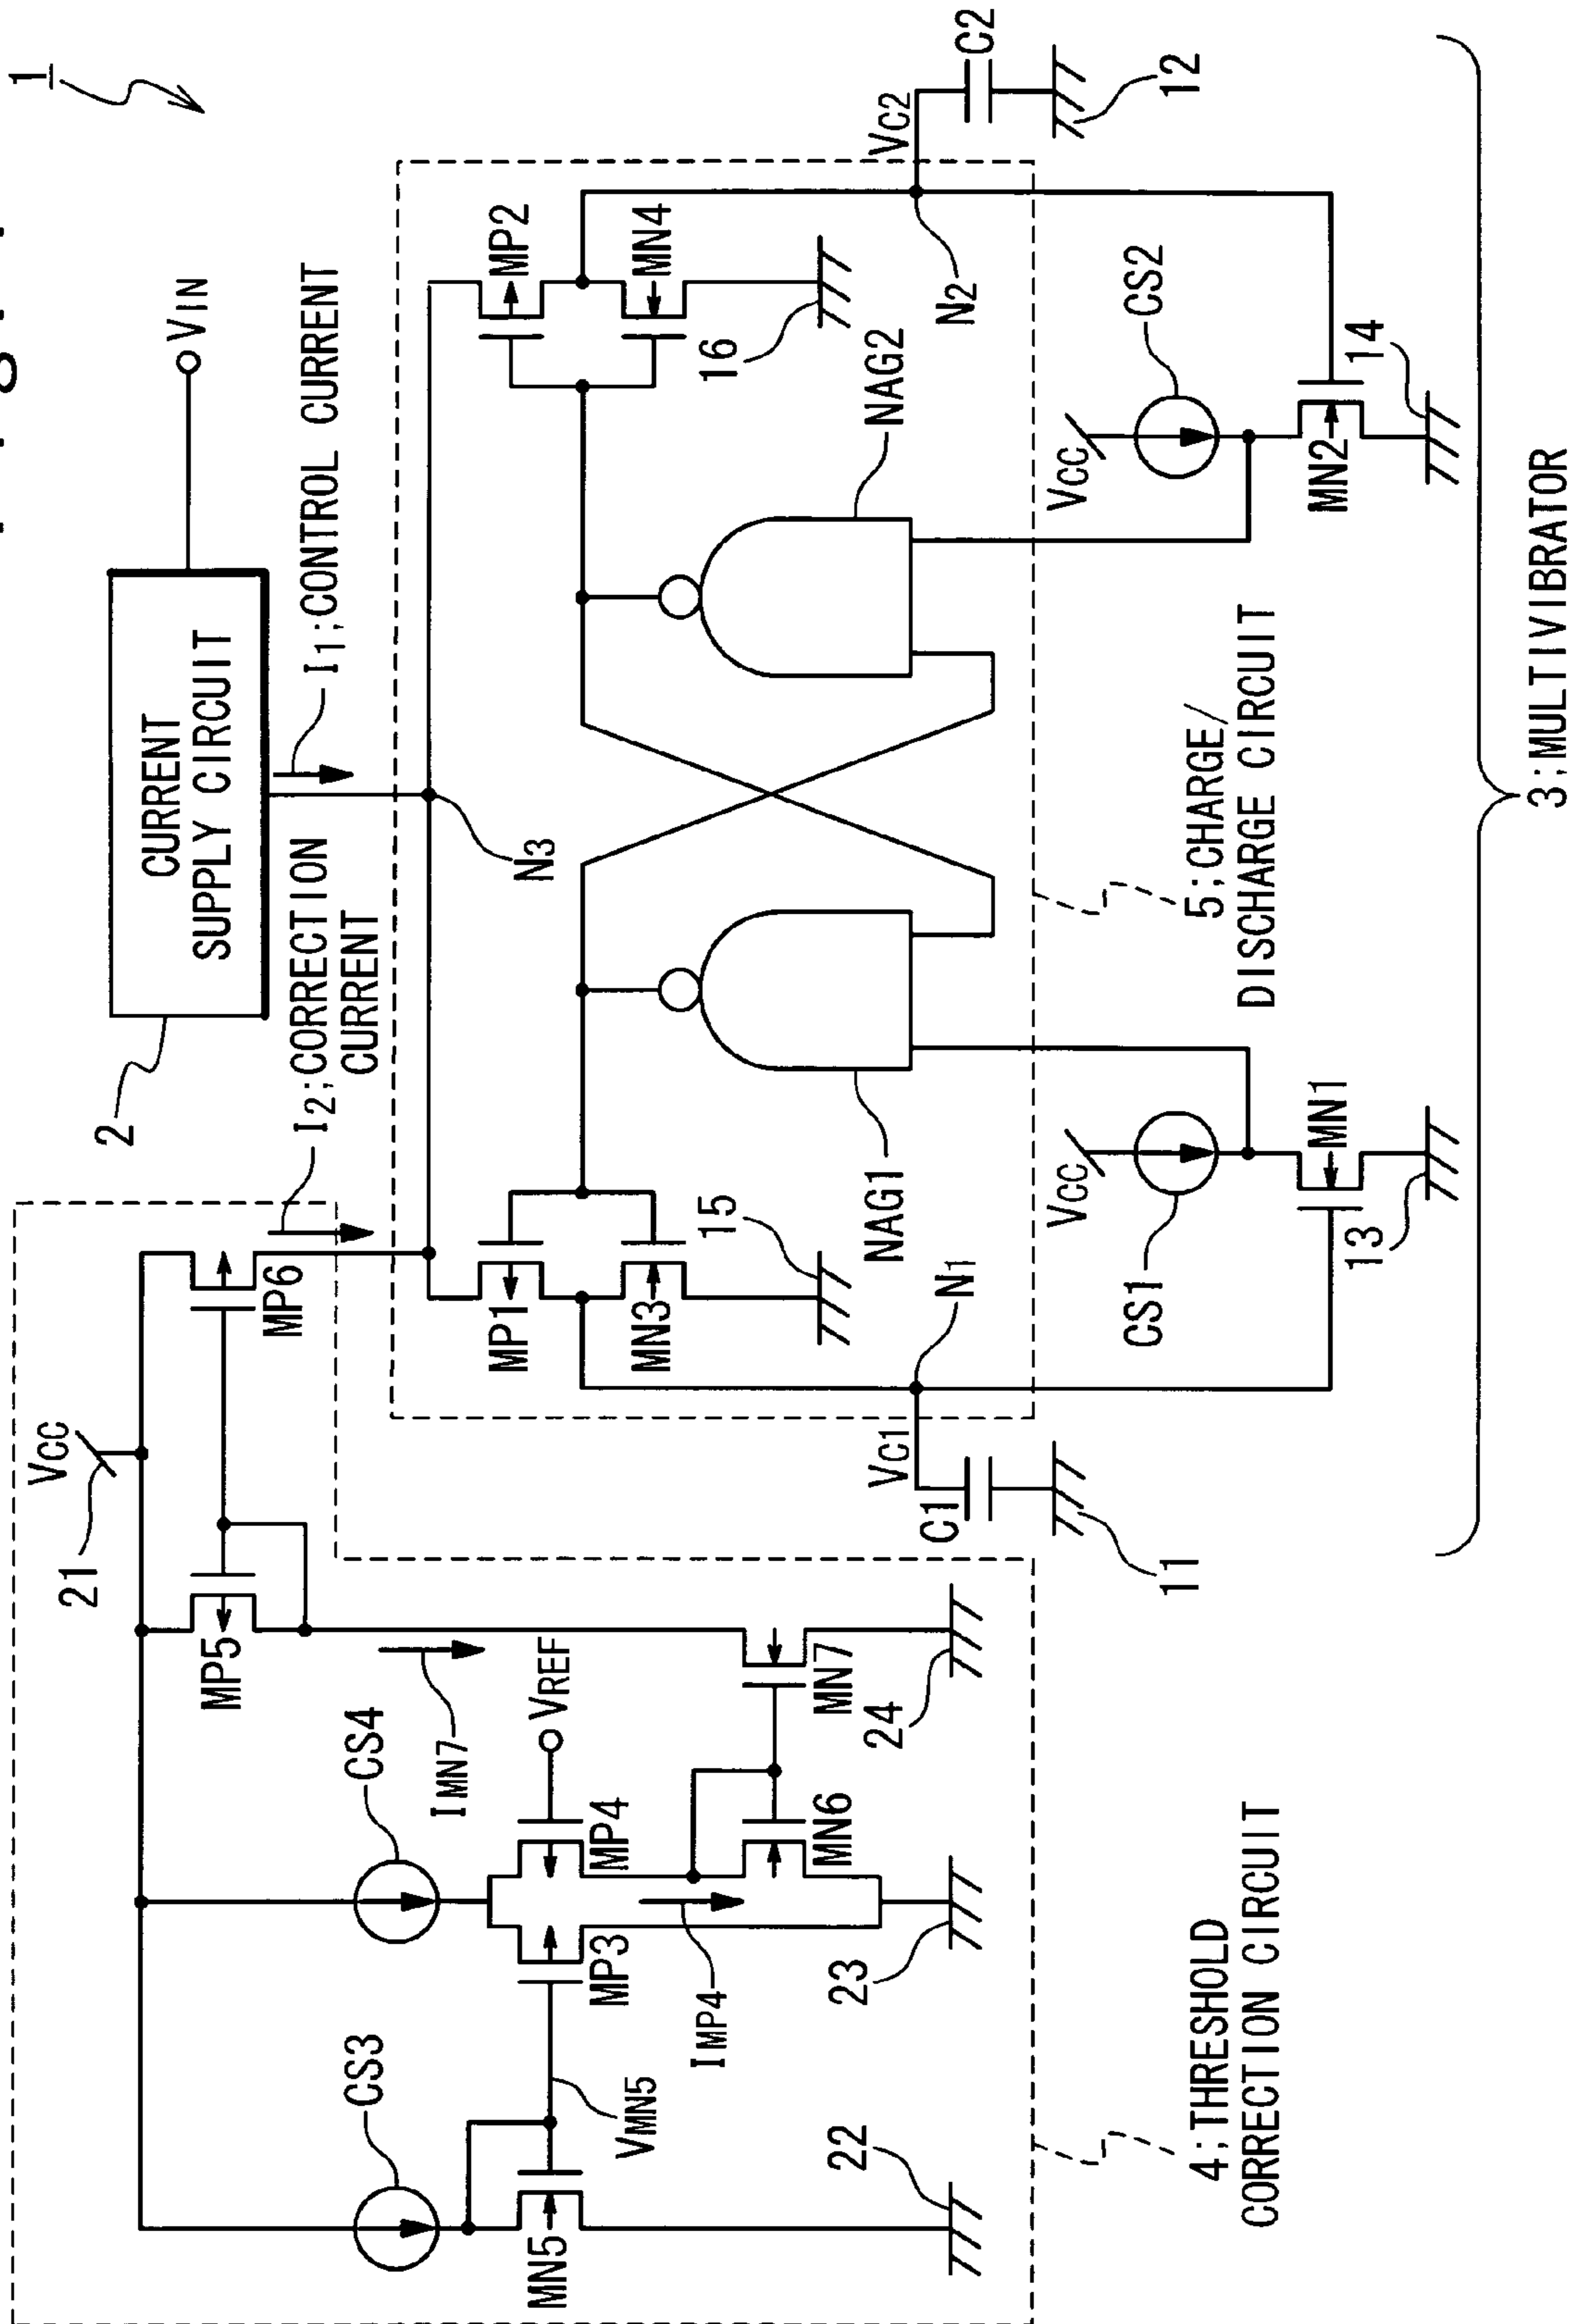 1
VCC
21
CURRENT
SUPPLY CIRCUIT
VIN
2
I1;CONTROL CURRENT
I2;CORRECTION
CURRENT
MP5
MP6
CS3
CS4
IMN7
N3
MP1
MP2
VREF
MN5
MP3
MP4
MN3
MN4
VMN5
15
16
IMP4
MN6
MN7
NAG1
NAG2
22
23
24
VC1
VC2
C1
C2
N1
N2
VCC
VCC
CS1
CS2
11
12
MN1
MN2
13
14
4;THRESHOLD
CORRECTION CIRCUIT
5;CHARGE/
DISCHARGE CIRCUIT
3;MULTIVIBRATOR